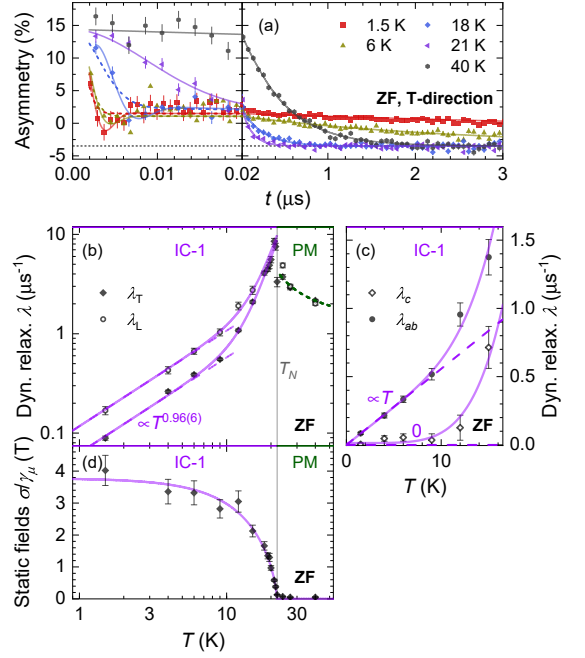 Asymmetry (%)
15
10
5
0
-5
(a)
1.5 K
6 K
18 K
21 K
40 K
ZF, T-direction
0.00
0.01
0.02
1
2
3
t (μs)
Dyn. relax. λ (μs⁻¹)
10
1
0.1
(b)
IC-1
PM
λT
λL
TN
∝T^0.96(6)
ZF
(c)
IC-1
λc
λab
∝T
0
ZF
1.5
1.0
0.5
0.0
Dyn. relax. λ (μs⁻¹)
0
10
T (K)
Static fields σ/γμ (T)
4
3
2
1
0
(d)
IC-1
PM
ZF
1
3
6
10
30
60
T (K)